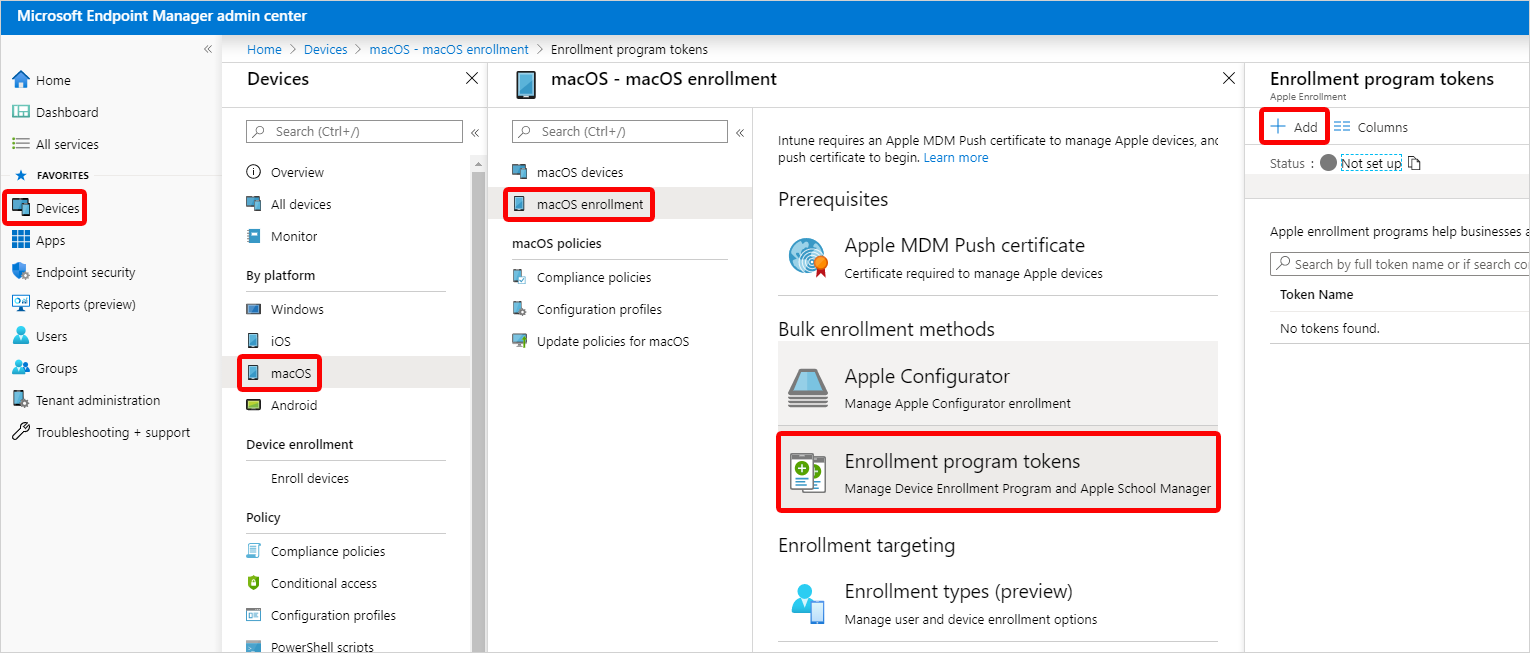 Microsoft Endpoint Manager admin center
«
Home
Dashboard
All services
FAVORITES
Devices
Apps
Endpoint security
Reports (preview)
Users
Groups
Tenant administration
Troubleshooting + support
Home > Devices > macOS - macOS enrollment > Enrollment program tokens
Devices
Search (Ctrl+/)
«
Overview
All devices
Monitor
By platform
Windows
iOS
macOS
Android
Device enrollment
Enroll devices
Policy
Compliance policies
Conditional access
Configuration profiles
PowerShell scripts
macOS - macOS enrollment
Search (Ctrl+/)
«
macOS devices
macOS enrollment
macOS policies
Compliance policies
Configuration profiles
Update policies for macOS
Intune requires an Apple MDM Push certificate to manage Apple devices, and
push certificate to begin. Learn more
Prerequisites
Apple MDM Push certificate
Certificate required to manage Apple devices
Bulk enrollment methods
Apple Configurator
Manage Apple Configurator enrollment
Enrollment program tokens
Manage Device Enrollment Program and Apple School Manager
Enrollment targeting
Enrollment types (preview)
Manage user and device enrollment options
Enrollment program tokens
Apple Enrollment
Add
Columns
Status : Not set up
Apple enrollment programs help businesses a
Search by full token name or if search co
Token Name
No tokens found.